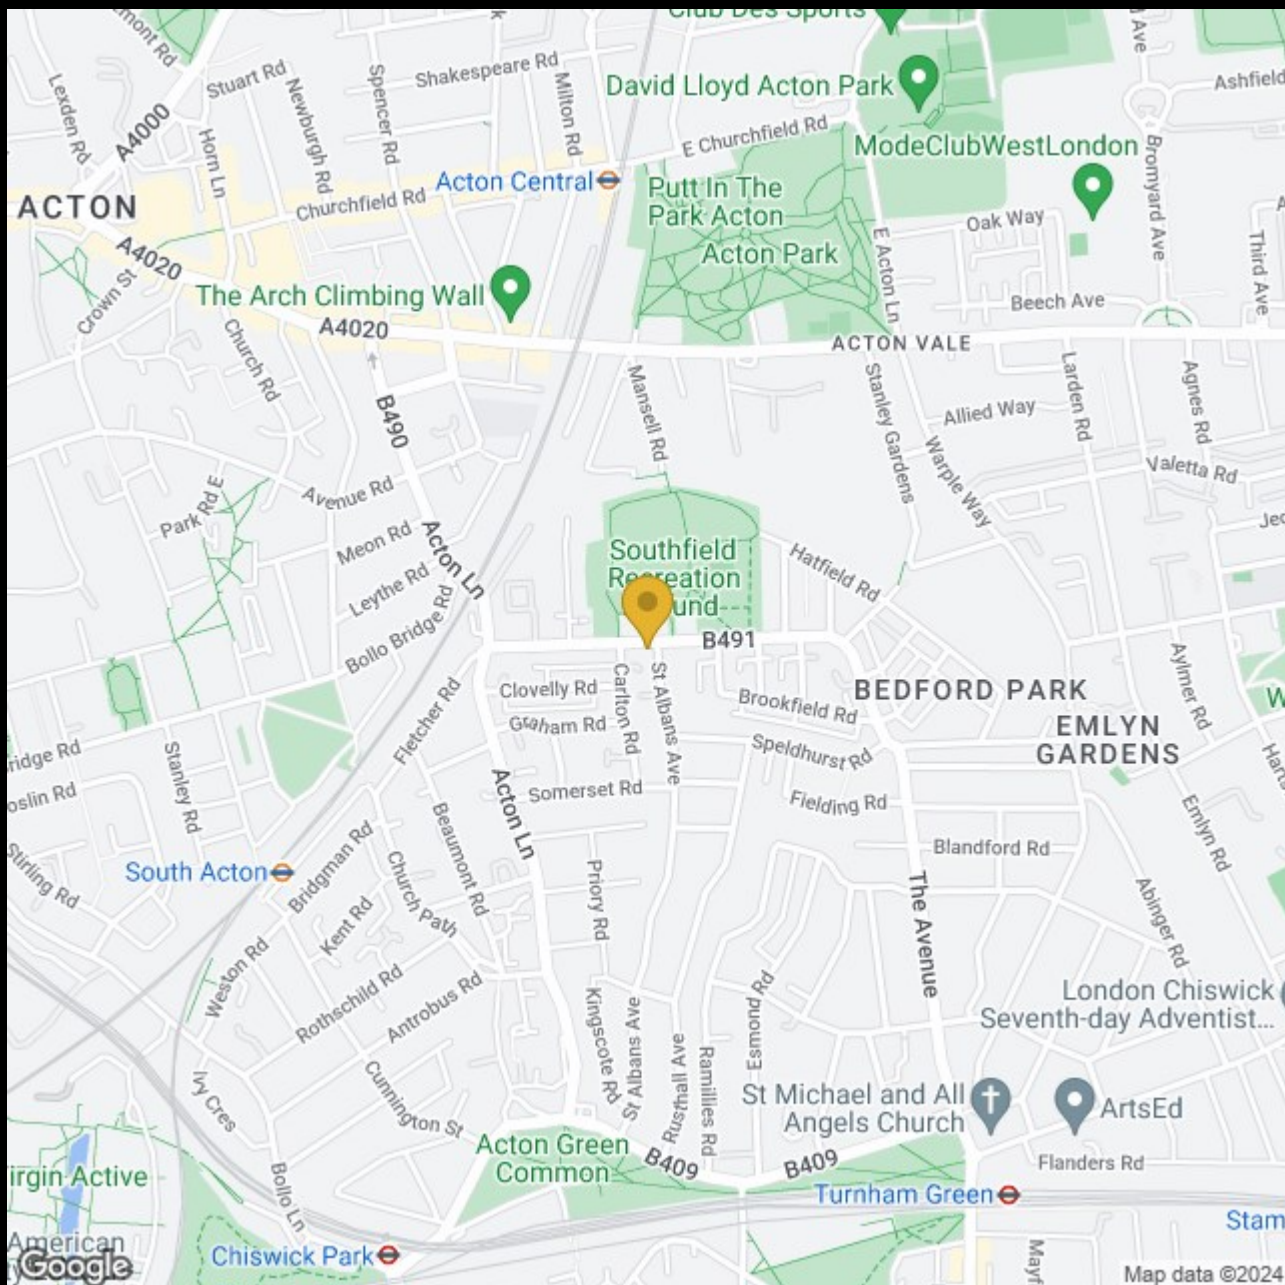 Club Des Sports
Lexden Rd
Stuart Rd
Spencer Rd
Shakespeare Rd
Milton Rd
David Lloyd Acton Park
Ashfield
A4000
Horn Ln
Newburgh Rd
E Churchfield Rd
ModeClubWestLondon
Bromyard Ave
Acton Central
ACTON
Churchfield Rd
Putt In The
Park Acton
Acton Park
Oak Way
E Acton Ln
Third Ave
A4020
Crown St
The Arch Climbing Wall
A4020
Beech Ave
Church Rd
ACTON VALE
Mansell Rd
Stanley Gardens
Larden Rd
Agnes Rd
B490
Allied Way
Warple Way
Valetta Rd
Avenue Rd
Park Rd E
Meon Rd
Acton Ln
Leythe Rd
Bollo Bridge Rd
Southfield
Recreation
Hatfield Rd
B491
Clovelly Rd
Carlton Rd
St Albans Ave
Graham Rd
Fletcher Rd
Brookfield Rd
BEDFORD PARK
EMLYN
GARDENS
Aylmer Rd
Speldhurst Rd
Stanley Rd
Acton Ln
Somerset Rd
Fielding Rd
Emlyn Rd
Stirling Rd
South Acton
Bridgman Rd
Beaumont Rd
Church Path
Blandford Rd
Priory Rd
The Avenue
Abinger Rd
Kent Rd
Weston Rd
Rothschild Rd
Antrobus Rd
Kingscote Rd
St Albans Ave
Rusthall Ave
Ramillies Rd
Esmond Rd
London Chiswick
Seventh-day Adventist...
Ivy Cres
Cunnington St
St Michael and All
Angels Church
ArtsEd
Acton Green
Common
B409
B409
Flanders Rd
Turnham Green
Stam
Bollo Ln
irgin Active
American
Chiswick Park
Google
Map data ©2024